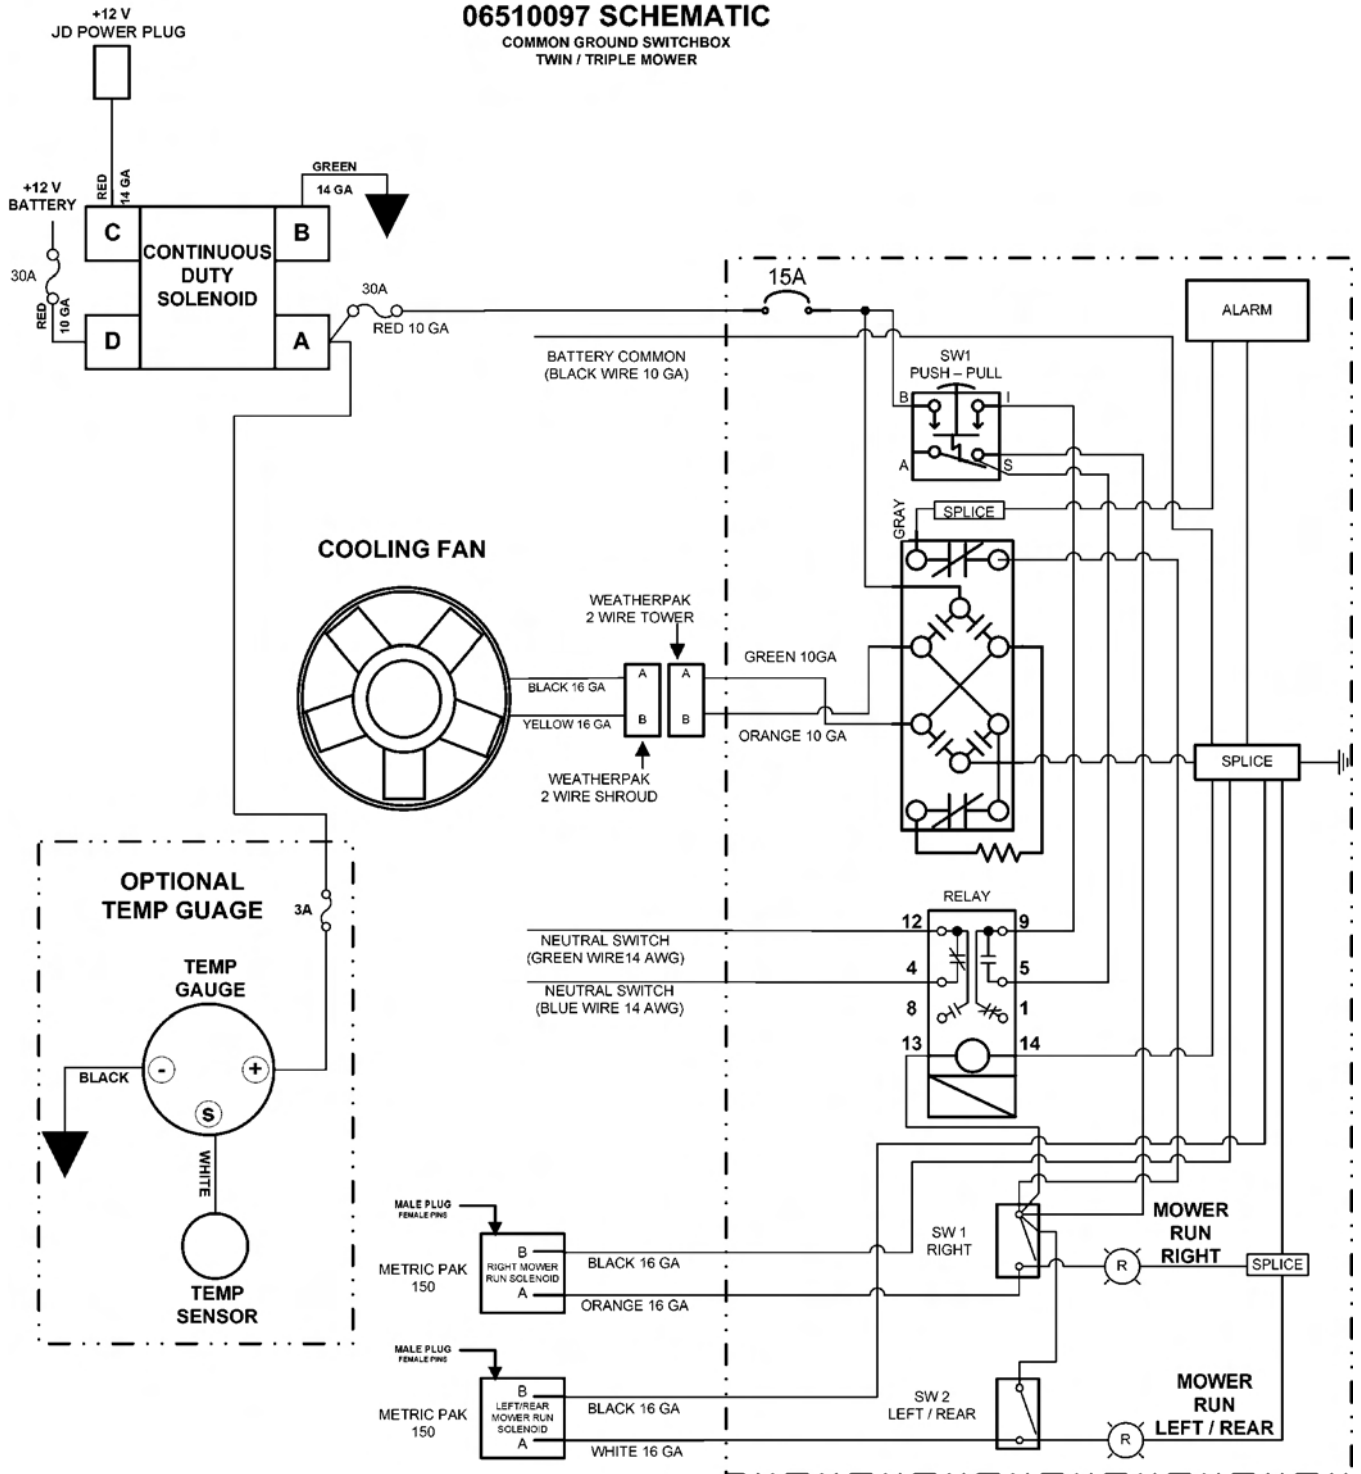 06510097 SCHEMATIC
COMMON GROUND SWITCHBOX
TWIN / TRIPLE MOWER
+12 V
JD POWER PLUG
RED
14 GA
GREEN
14 GA
+12 V
BATTERY
30A
RED
10 GA
C
B
CONTINUOUS
DUTY
SOLENOID
D
A
30A
RED 10 GA
15A
ALARM
BATTERY COMMON
(BLACK WIRE 10 GA)
SW1
PUSH – PULL
B
I
A
S
GRAY
SPLICE
COOLING FAN
WEATHERPAK
2 WIRE TOWER
BLACK 16 GA
YELLOW 16 GA
A
B
A
B
GREEN 10GA
ORANGE 10 GA
WEATHERPAK
2 WIRE SHROUD
SPLICE
OPTIONAL
TEMP GUAGE
3A
TEMP
GAUGE
-
+
S
BLACK
WHITE
TEMP
SENSOR
RELAY
12
9
NEUTRAL SWITCH
(GREEN WIRE14 AWG)
4
5
NEUTRAL SWITCH
(BLUE WIRE 14 AWG)
8
1
13
14
MALE PLUG
FEMALE PINS
METRIC PAK
150
B
RIGHT MOWER
RUN SOLENOID
A
BLACK 16 GA
ORANGE 16 GA
SW 1
RIGHT
MOWER
RUN
RIGHT
R
SPLICE
MALE PLUG
FEMALE PINS
METRIC PAK
150
B
LEFT/REAR
MOWER RUN
SOLENOID
A
BLACK 16 GA
WHITE 16 GA
SW 2
LEFT / REAR
MOWER
RUN
LEFT / REAR
R